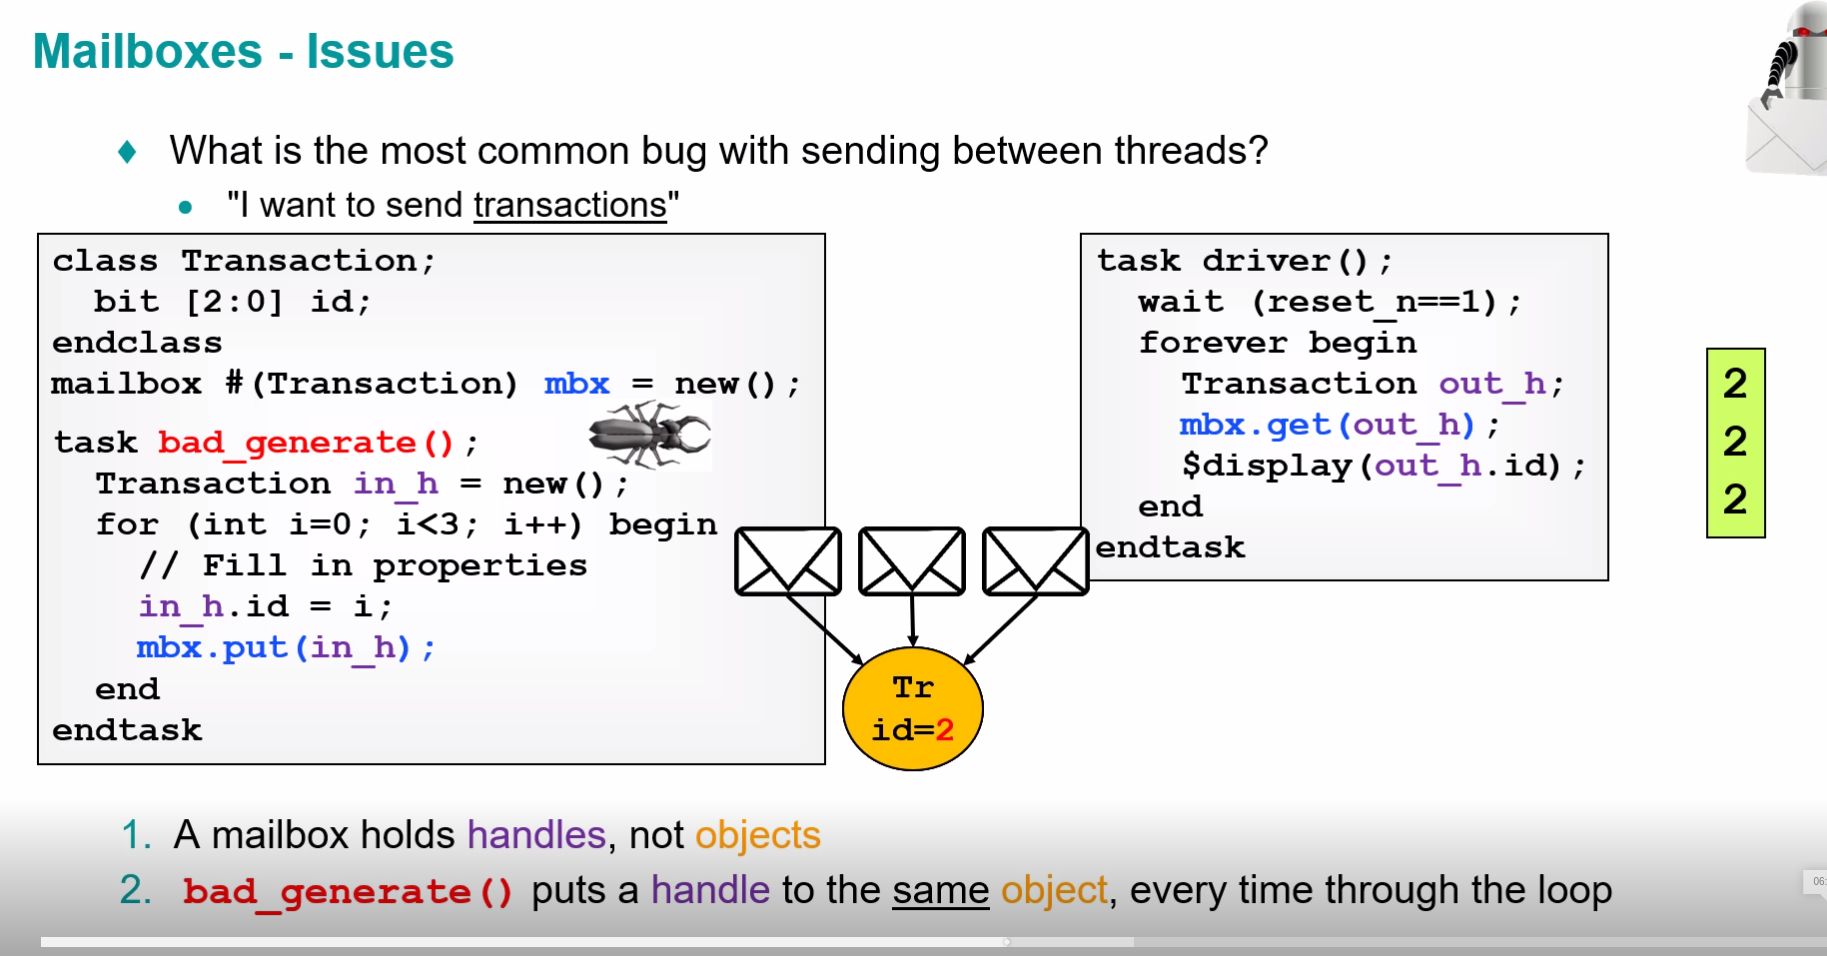 Mailboxes - Issues
What is the most common bug with sending between threads?
"I want to send transactions"
class Transaction;
bit [2:0] id;
endclass
mailbox #(Transaction) mbx = new();
task bad_generate();
Transaction in_h = new();
for (int i=0; i<3; i++) begin
// Fill in properties
in_h.id = i;
mbx.put(in_h);
end
endtask
task driver();
wait (reset_n==1);
forever begin
Transaction out_h;
mbx.get(out_h);
$display(out_h.id);
end
endtask
2
2
2
Tr
id=2
1. A mailbox holds handles, not objects
2. bad_generate() puts a handle to the same object, every time through the loop
06: